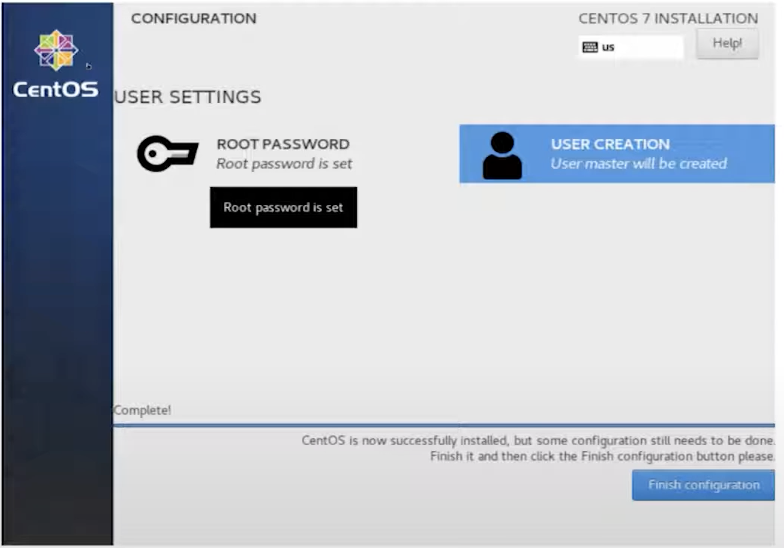 CONFIGURATION
CENTOS 7 INSTALLATION
us
Help!
CentOS
USER SETTINGS
ROOT PASSWORD
Root password is set
USER CREATION
User master will be created
Root password is set
Complete!
CentOS is now successfully installed, but some configuration still needs to be done.
Finish it and then click the Finish configuration button please.
Finish configuration